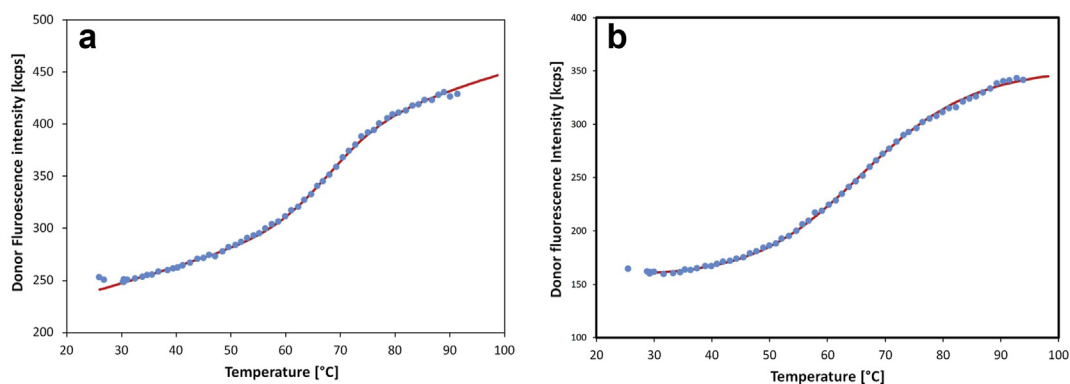 a
500
450
400
350
300
250
200
20 30 40 50 60 70 80 90 100
Donor Fluroescence intensity [kcps]
Temperature [°C]
b
400
350
300
250
200
150
100
20 30 40 50 60 70 80 90 100
Donor fluorescence Intensity [kcps]
Temperature [°C]